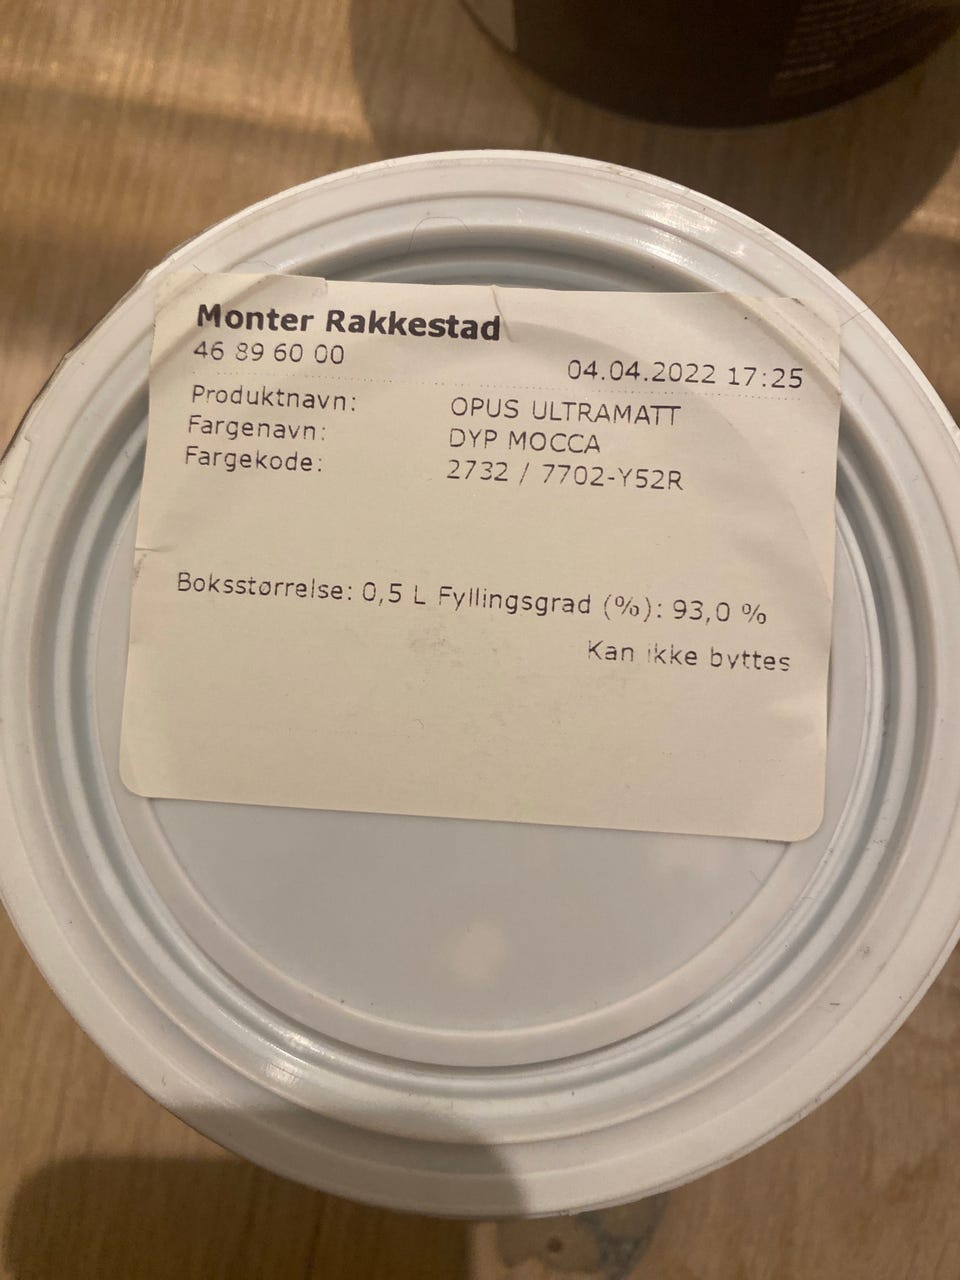 Monter Rakkestad
46 89 60 00
04.04.2022 17:25
Produktnavn: OPUS ULTRAMATT
Fargenavn: DYP MOCCA
Fargekode: 2732 / 7702-Y52R
Boksstørrelse: 0,5 L Fyllingsgrad (%): 93,0 %
Kan ikke byttes